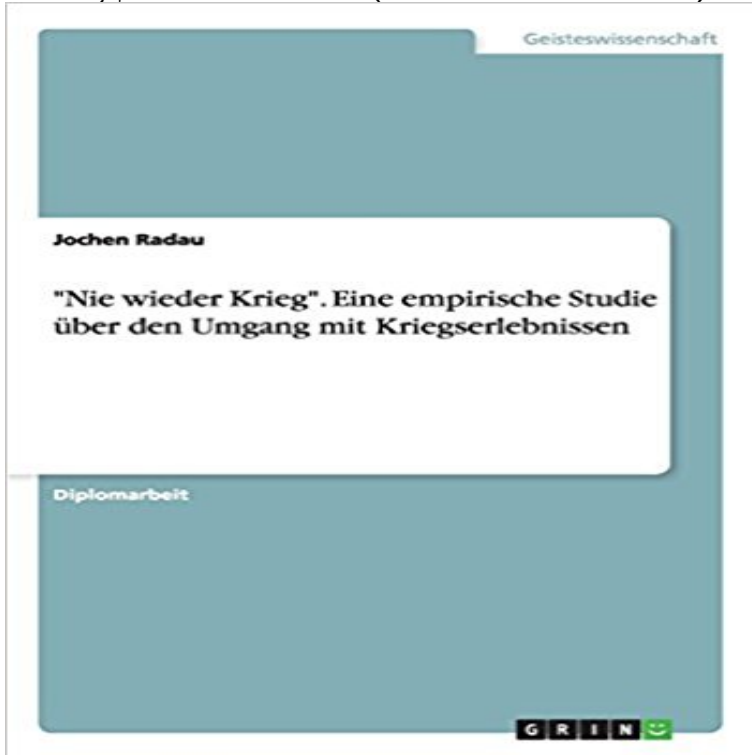 Geisteswissenschaft
Jochen Radau
"Nie wieder Krieg". Eine empirische Studie
über den Umgang mit Kriegserlebnissen
Diplomarbeit
GRIN